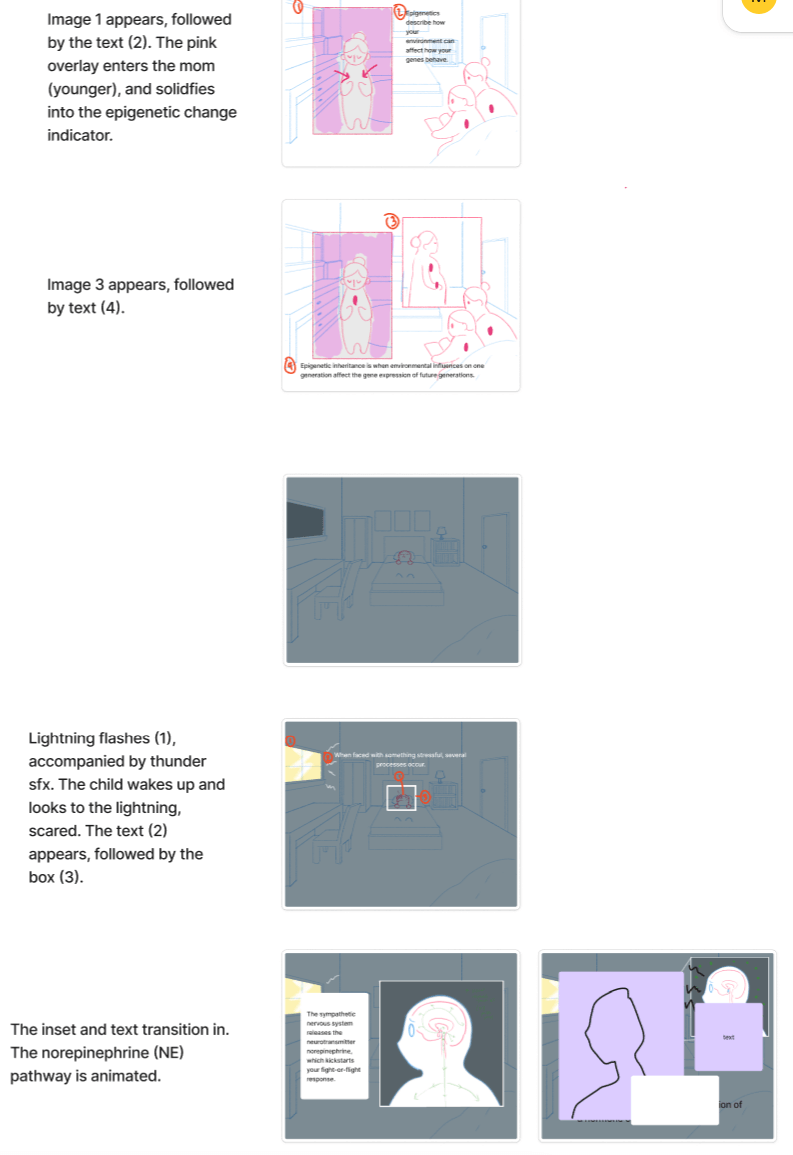 Image 1 appears, followed
by the text (2). The pink
overlay enters the mom
(younger), and solidfies
into the epigenetic change
indicator.
1
2
Epigenetics
describe how
your
environment can
affect how your
genes behave.
Image 3 appears, followed
by text (4).
3
4
Epigenetic inheritance is when environmental influences on one
generation affect the gene expression of future generations.
Lightning flashes (1),
accompanied by thunder
sfx. The child wakes up and
looks to the lightning,
scared. The text (2)
appears, followed by the
box (3).
When faced with something stressful, several
processes occur.
The inset and text transition in.
The norepinephrine (NE)
pathway is animated.
The sympathetic
nervous system
releases the
neurotransmitter
norepinephrine,
which kickstarts
your fight-or-flight
response.
text
ion of